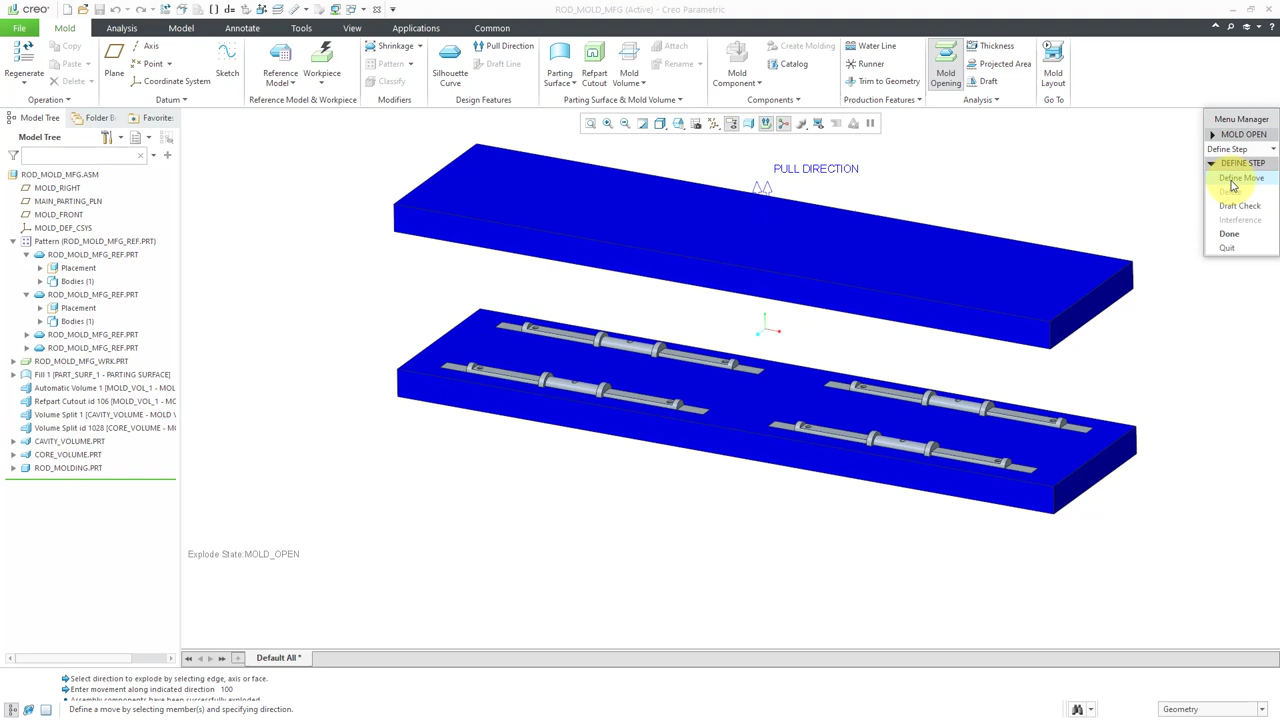 creo
ROD_MOLD_MFG (Active) - Creo Parametric
File Mold Analysis Model Annotate Tools View Applications Common
Regenerate
Copy
Paste
Delete
Operation
Plane
Axis
Point
Coordinate System
Sketch
Datum
Reference Model
Workpiece
Reference Model & Workpiece
Shrinkage
Pattern
Classify
Modifiers
Silhouette Curve
Pull Direction
Draft Line
Design Features
Parting Surface
Refpart Cutout
Mold Volume
Attach
Rename
Parting Surface & Mold Volume
Mold Component
Create Molding
Catalog
Components
Water Line
Runner
Trim to Geometry
Production Features
Mold Opening
Thickness
Projected Area
Draft
Analysis
Mold Layout
Go To
Model Tree Folder B Favorite:
Model Tree
ROD_MOLD_MFG.ASM
MOLD_RIGHT
MAIN_PARTING_PLN
MOLD_FRONT
MOLD_DEF_CSYS
Pattern (ROD_MOLD_MFG_REF.PRT)
ROD_MOLD_MFG_REF.PRT
Placement
Bodies (1)
ROD_MOLD_MFG_REF.PRT
Placement
Bodies (1)
ROD_MOLD_MFG_REF.PRT
ROD_MOLD_MFG_REF.PRT
ROD_MOLD_MFG_WRK.PRT
Fill 1 [PART_SURF_1 - PARTING SURFACE]
Automatic Volume 1 [MOLD_VOL_1 - MOL
Refpart Cutout id 106 [MOLD_VOL_1 - MO
Volume Split 1 [CAVITY_VOLUME - MOLD V
Volume Split id 1028 [CORE_VOLUME - MO
CAVITY_VOLUME.PRT
CORE_VOLUME.PRT
ROD_MOLDING.PRT
PULL DIRECTION
Explode State:MOLD_OPEN
Menu Manager
MOLD OPEN
Define Step
DEFINE STEP
Define Move
Draft Check
Interference
Done
Quit
Default All *
Select direction to explode by selecting edge, axis or face.
Enter movement along indicated direction 100
Assembly components have been successfully exploded.
Define a move by selecting member(s) and specifying direction.
Geometry